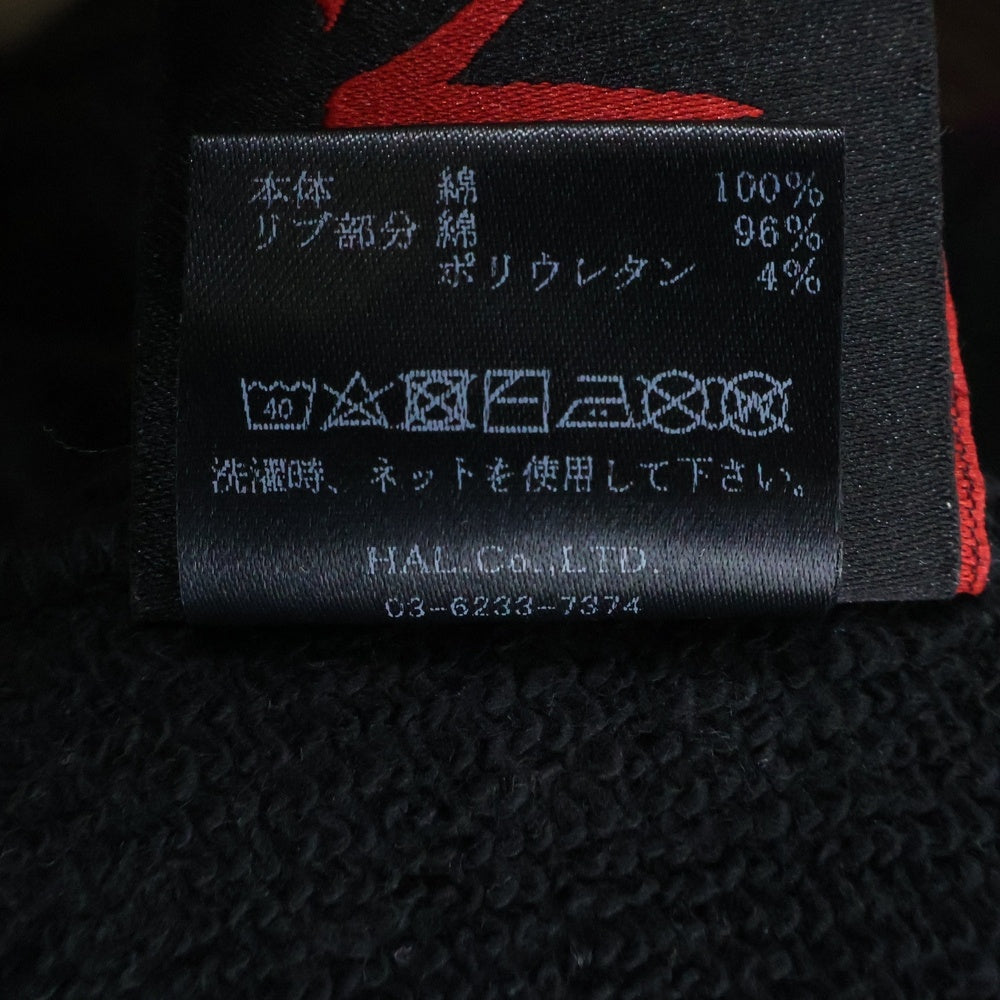 本体 綿 100%
リブ部分 綿 96%
ポリウレタン 4%
40 W
洗濯時、ネットを使用して下さい。
HAL.Co.,LTD.
03-6233-7374